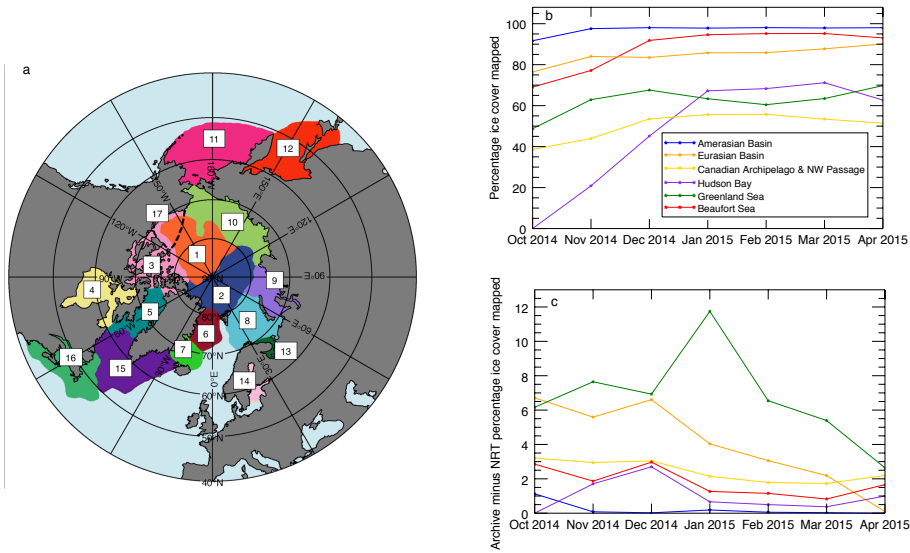 a
11
12
180°
150°W
150°E
17
10
120°W
120°E
1
3
90°W
90°N
90°E
9
4
2
5
80°N
8
60°W
60°E
6
7
70°N
13
16
15
30°W
0°E
30°E
14
60°N
50°N
40°N
b
Percentage ice cover mapped
100
80
60
40
20
0
Amerasian Basin
Eurasian Basin
Canadian Archipelago & NW Passage
Hudson Bay
Greenland Sea
Beaufort Sea
Oct 2014 Nov 2014 Dec 2014 Jan 2015 Feb 2015 Mar 2015 Apr 2015
c
Archive minus NRT percentage ice cover mapped
12
10
8
6
4
2
0
Oct 2014 Nov 2014 Dec 2014 Jan 2015 Feb 2015 Mar 2015 Apr 2015